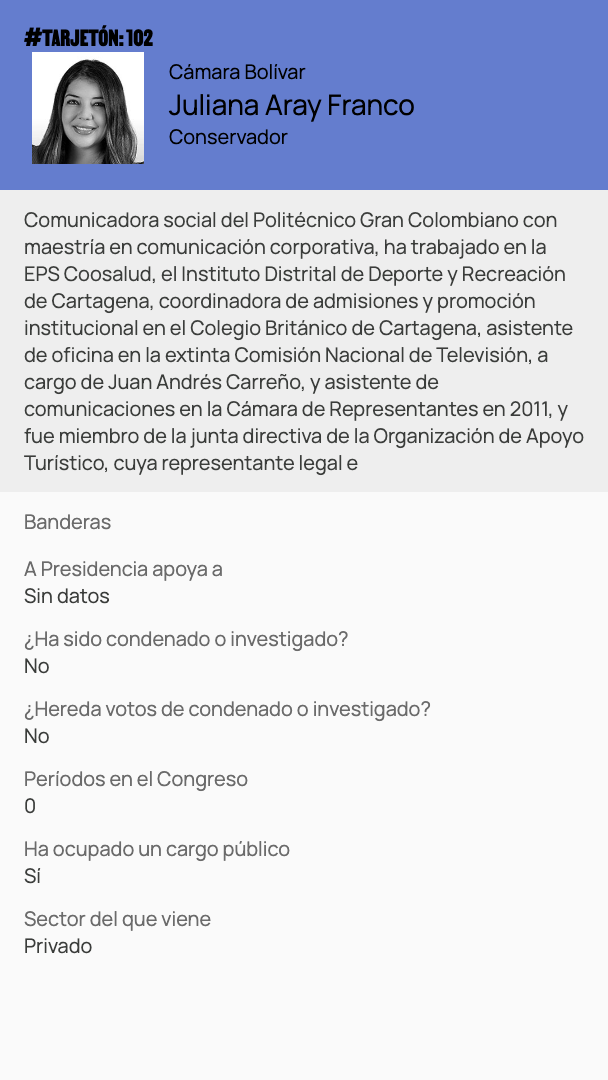 #TARJETÓN: 102
Cámara Bolívar
Juliana Aray Franco
Conservador
Comunicadora social del Politécnico Gran Colombiano con
maestría en comunicación corporativa, ha trabajado en la
EPS Coosalud, el Instituto Distrital de Deporte y Recreación
de Cartagena, coordinadora de admisiones y promoción
institucional en el Colegio Británico de Cartagena, asistente
de oficina en la extinta Comisión Nacional de Televisión, a
cargo de Juan Andrés Carreño, y asistente de
comunicaciones en la Cámara de Representantes en 2011, y
fue miembro de la junta directiva de la Organización de Apoyo
Turístico, cuya representante legal e
Banderas
A Presidencia apoya a
Sin datos
¿Ha sido condenado o investigado?
No
¿Hereda votos de condenado o investigado?
No
Períodos en el Congreso
0
Ha ocupado un cargo público
Sí
Sector del que viene
Privado